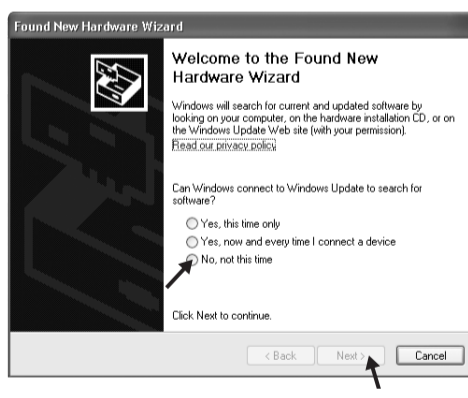 Found New Hardware Wizard
Welcome to the Found New
Hardware Wizard
Windows will search for current and updated software by
looking on your computer, on the hardware installation CD, or on
the Windows Update Web site (with your permission).
Read our privacy policy
Can Windows connect to Windows Update to search for
software?
Yes, this time only
Yes, now and every time I connect a device
No, not this time
Click Next to continue.
< Back
Next >
Cancel